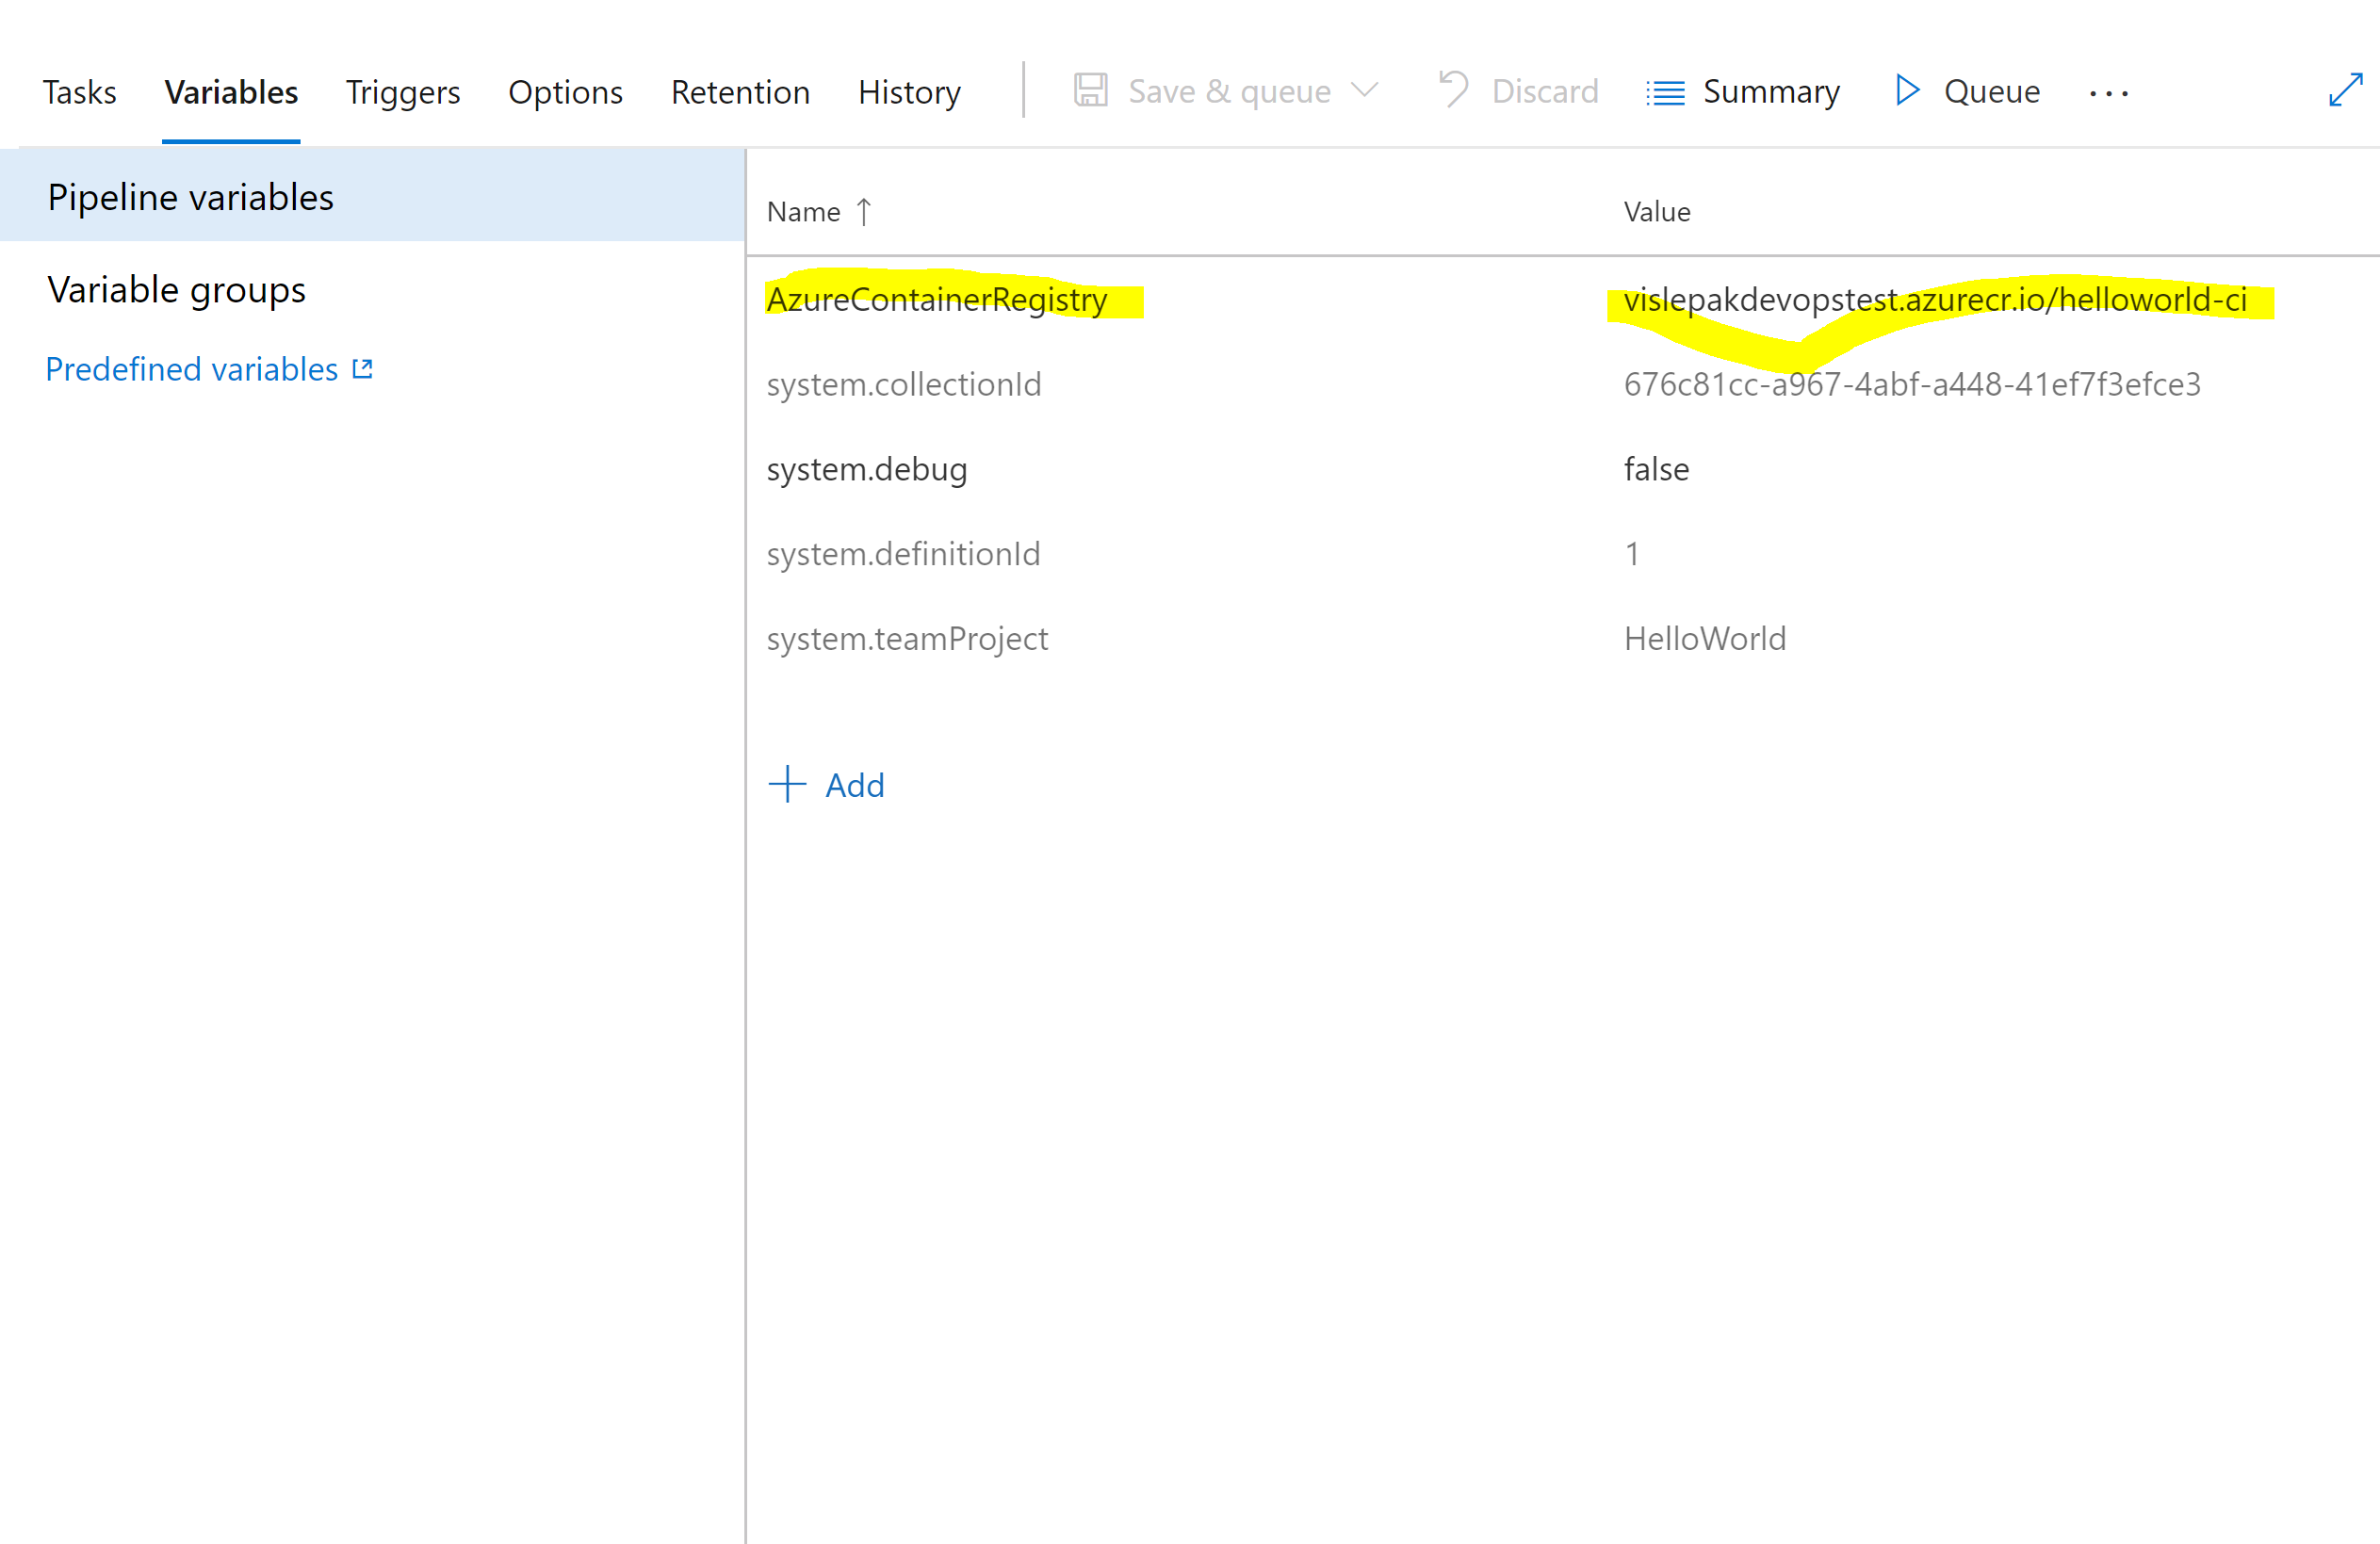 Tasks Variables Triggers Options Retention History Save & queue Discard Summary Queue ...
Pipeline variables
Variable groups
Predefined variables
Name ↑ Value
AzureContainerRegistry vislepakdevopstest.azurecr.io/helloworld-ci
system.collectionId 676c81cc-a967-4abf-a448-41ef7f3efce3
system.debug false
system.definitionId 1
system.teamProject HelloWorld
+ Add